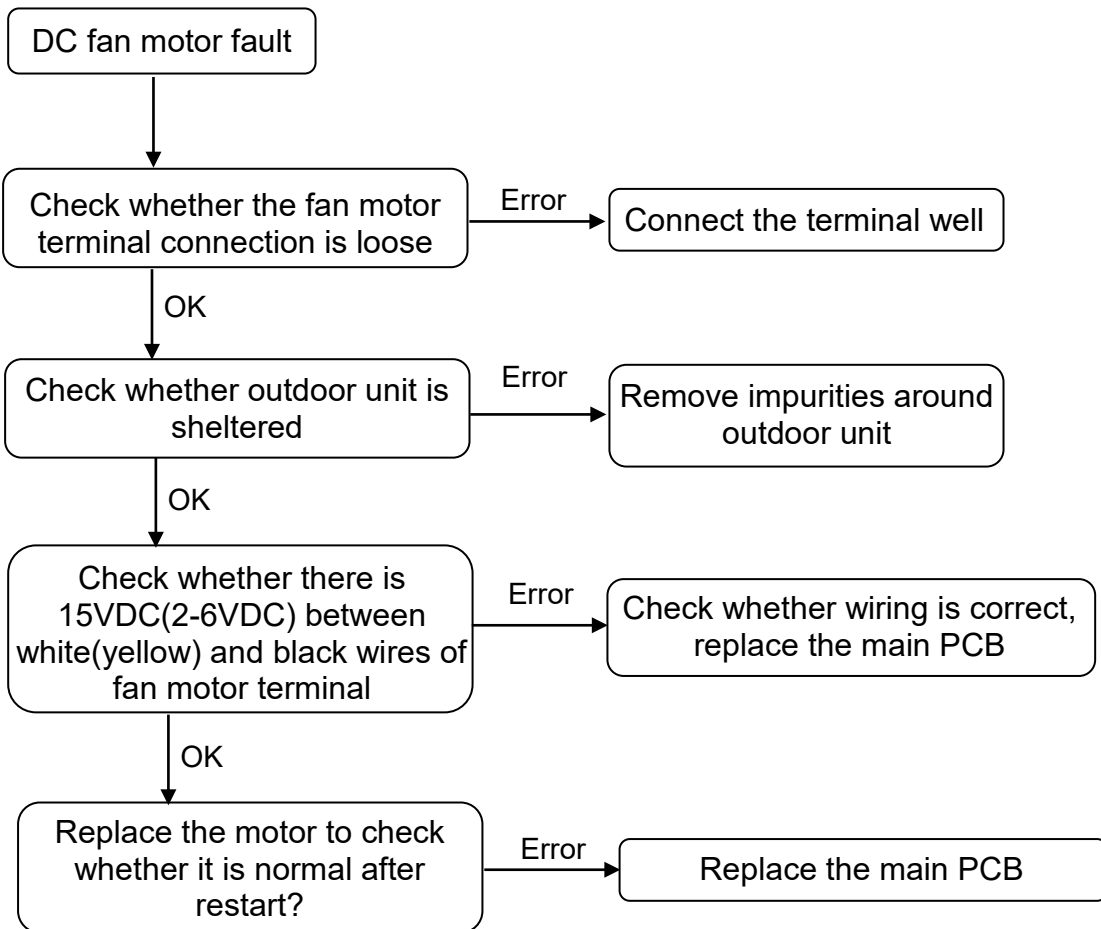 DC fan motor fault
Check whether the fan motor
terminal connection is loose
Error
Connect the terminal well
OK
Check whether outdoor unit is
sheltered
Error
Remove impurities around
outdoor unit
OK
Check whether there is
15VDC(2-6VDC) between
white(yellow) and black wires of
fan motor terminal
Error
Check whether wiring is correct,
replace the main PCB
OK
Replace the motor to check
whether it is normal after
restart?
Error
Replace the main PCB